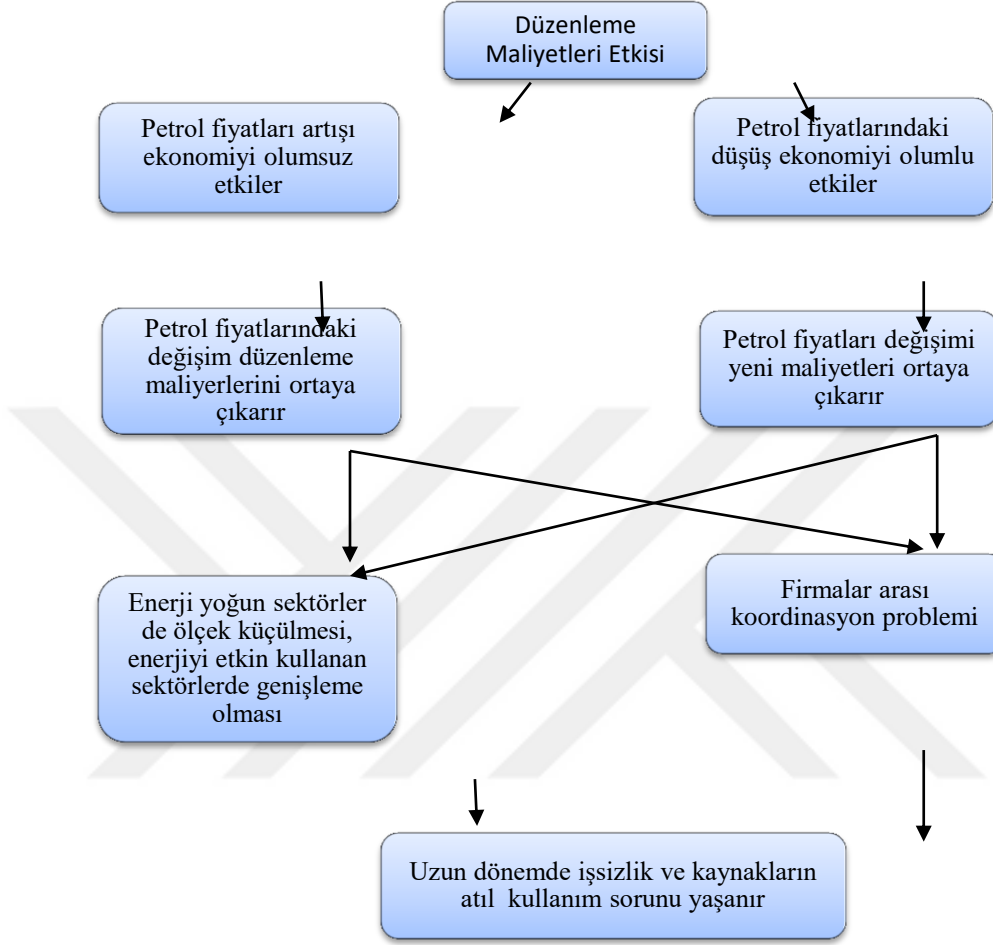 Düzenleme
Maliyetleri Etkisi
Petrol fiyatları artışı
ekonomiyi olumsuz
etkiler
Petrol fiyatlarındaki
düşüş ekonomiyi olumlu
etkiler
Petrol fiyatlarındaki
değişim düzenleme
maliyerlerini ortaya
çıkarır
Petrol fiyatları değişimi
yeni maliyetleri ortaya
çıkarır
Enerji yoğun sektörler
de ölçek küçülmesi,
enerjiyi etkin kullanan
sektörlerde genişleme
olması
Firmalar arası
koordinasyon problemi
Uzun dönemde işsizlik ve kaynakların
atıl kullanım sorunu yaşanır